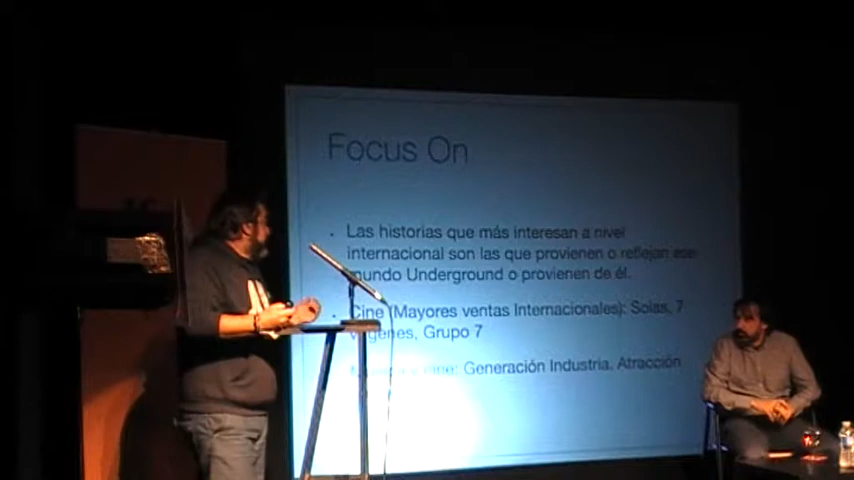 Focus On
Las historias que más interesan a nivel
internacional son las que provienen o reflejan ese
mundo Underground o provienen de él.
Cine (Mayores ventas Internacionales): Solas, 7
vírgenes, Grupo 7
y cine: Generación Industria, Atracción